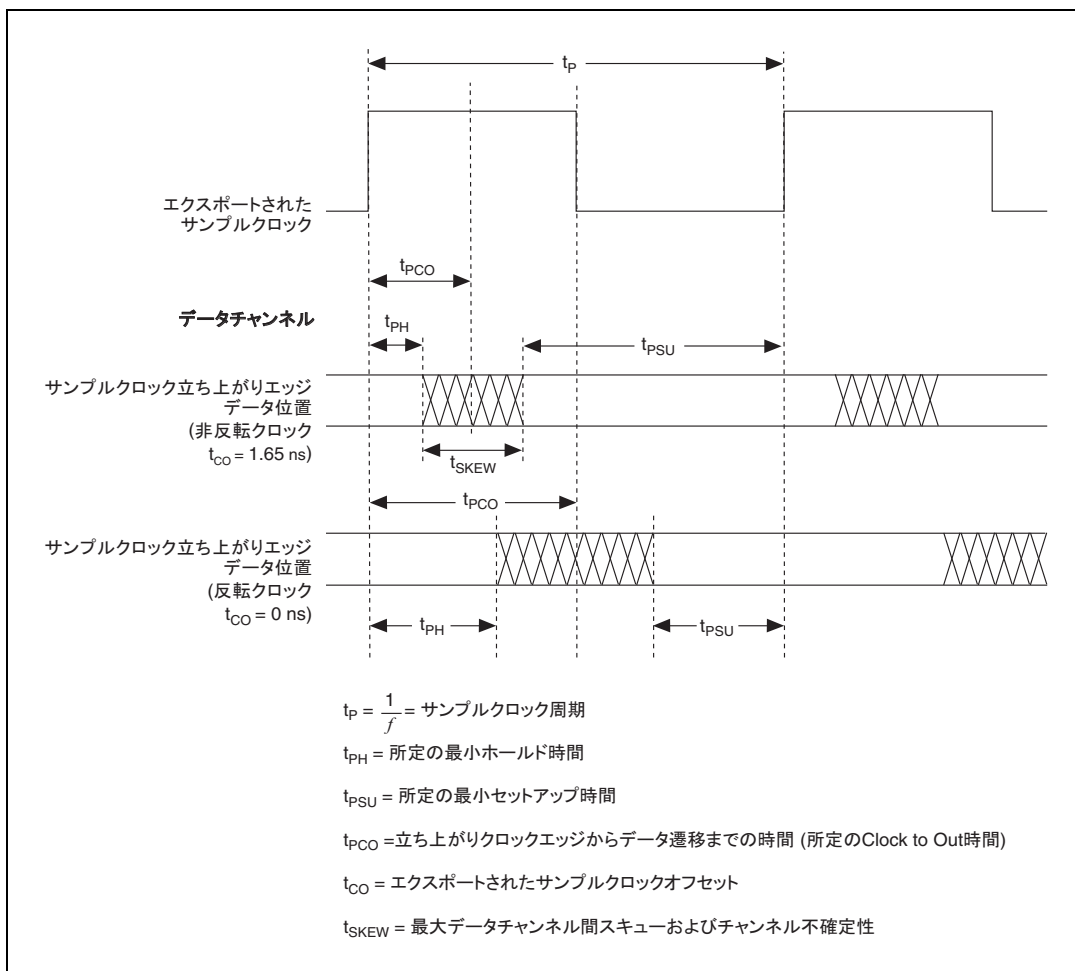 tP
エクスポートされた
サンプルクロック
tPCO
データチャンネル
tPH
tPSU
サンプルクロック立ち上がりエッジ
データ位置
(非反転クロック
tCO = 1.65 ns)
tSKEW
tPCO
サンプルクロック立ち上がりエッジ
データ位置
(反転クロック
tCO = 0 ns)
tPH
tPSU
tP = 1/f = サンプルクロック周期
tPH = 所定の最小ホールド時間
tPSU = 所定の最小セットアップ時間
tPCO =立ち上がりクロックエッジからデータ遷移までの時間 (所定のClock to Out時間)
tCO = エクスポートされたサンプルクロックオフセット
tSKEW = 最大データチャンネル間スキューおよびチャンネル不確定性